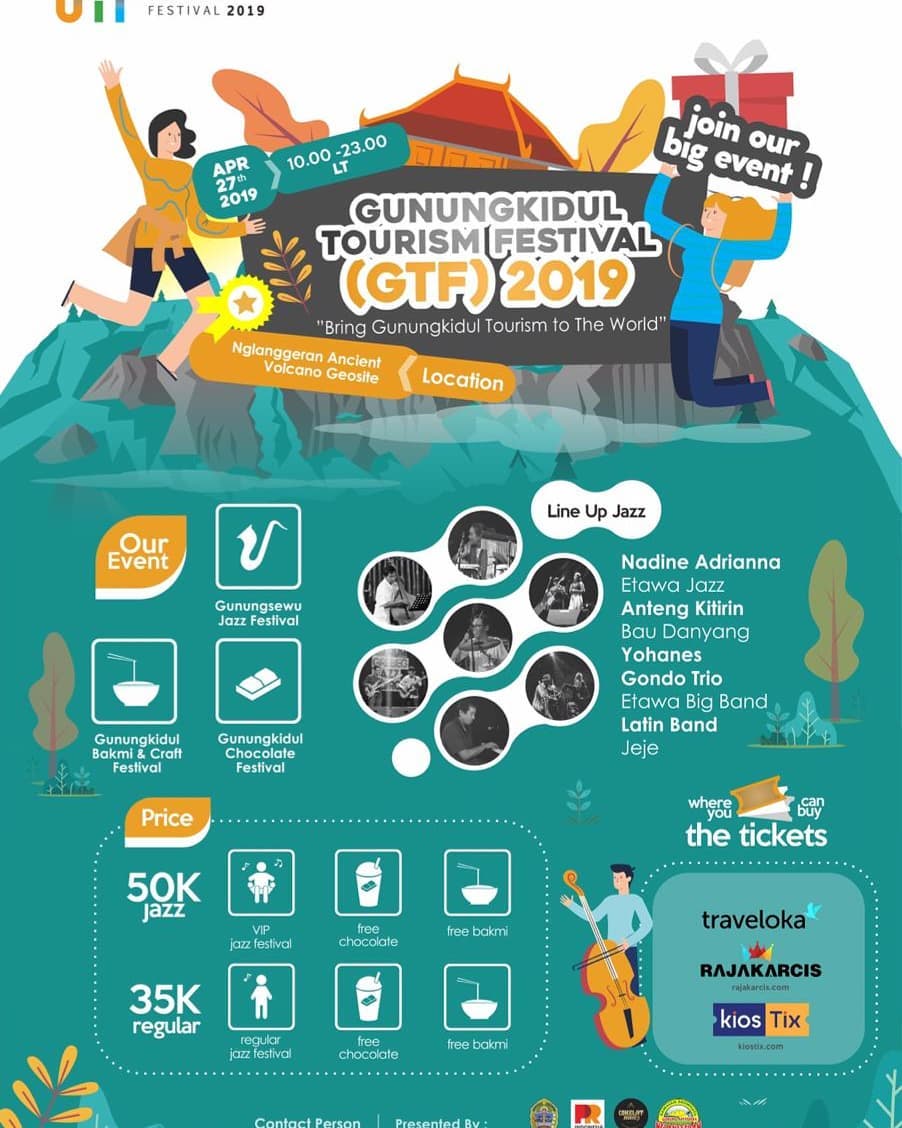 FESTIVAL 2019
join our
big event !
APR
27th
2019
10.00 -23.00
LT
GUNUNGKIDUL
TOURISM FESTIVAL
(GTF) 2019
"Bring Gunungkidul Tourism to The World"
Nglanggeran Ancient
Volcano Geosite
Location
Our
Event
Gunungsewu
Jazz Festival
Gunungkidul
Bakmi & Craft
Festival
Gunungkidul
Chocolate
Festival
Line Up Jazz
Nadine Adrianna
Etawa Jazz
Anteng Kitirin
Bau Danyang
Yohanes
Gondo Trio
Etawa Big Band
Latin Band
Jeje
Price
50K
jazz
VIP
jazz festival
free
chocolate
free bakmi
35K
regular
regular
jazz festival
free
chocolate
free bakmi
where you can buy
the tickets
traveloka
RAJAKARCIS
rajakarcis.com
kiosTix
kiostix.com
Contact Person
Presented By :